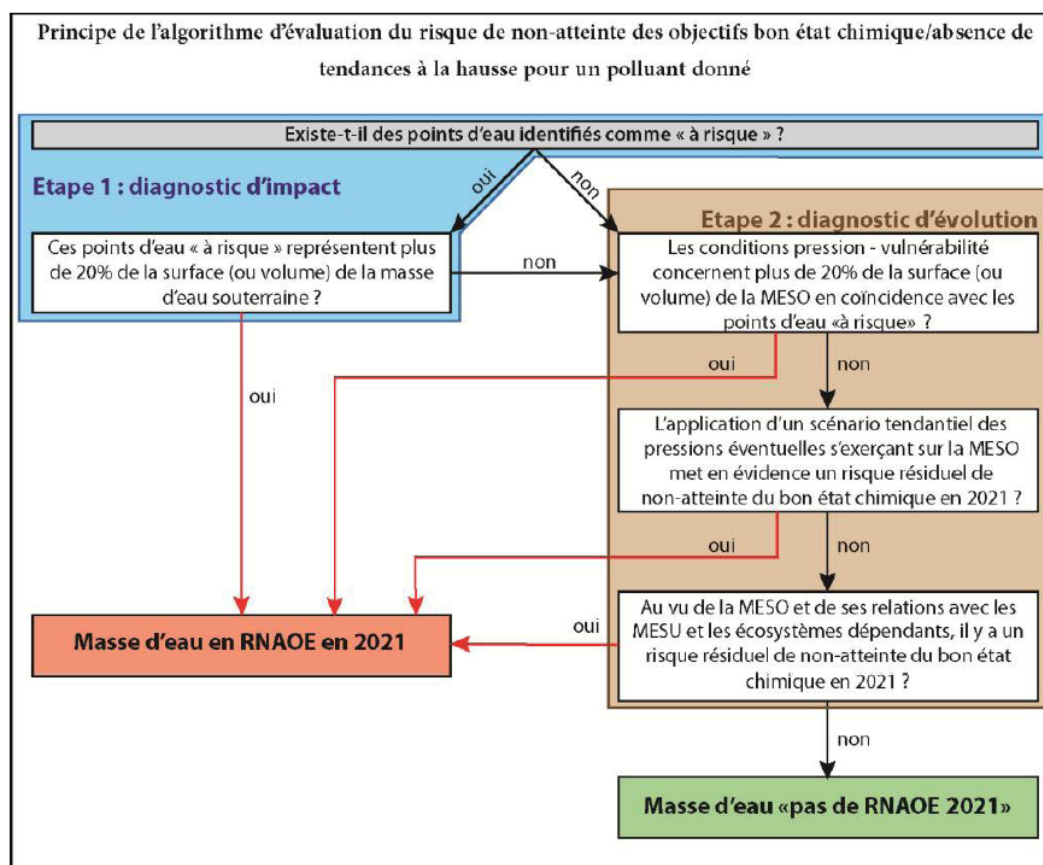 Principe de l’algorithme d’évaluation du risque de non-atteinte des objectifs bon état chimique/absence de
tendances à la hausse pour un polluant donné
Existe-t-il des points d’eau identifiés comme « à risque » ?
oui
non
Etape 1 : diagnostic d’impact
Ces points d’eau « à risque » représentent plus
de 20% de la surface (ou volume) de la masse
d’eau souterraine ?
non
oui
Etape 2 : diagnostic d’évolution
Les conditions pression - vulnérabilité
concernent plus de 20% de la surface (ou
volume) de la MESO en coïncidence avec les
points d’eau «à risque» ?
oui
non
L’application d’un scénario tendantiel des
pressions éventuelles s’exerçant sur la MESO
met en évidence un risque résiduel de
non-atteinte du bon état chimique en 2021 ?
oui
non
Au vu de la MESO et de ses relations avec les
MESU et les écosystèmes dépendants, il y a un
risque résiduel de non-atteinte du bon état
chimique en 2021 ?
oui
non
Masse d’eau en RNAOE en 2021
Masse d’eau «pas de RNAOE 2021»